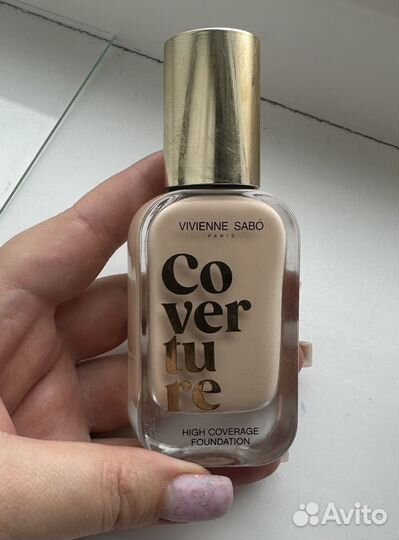 VIVIENNE SABÓ
PARIS
Co
ver
tu
re
HIGH COVERAGE
FOUNDATION
Avito